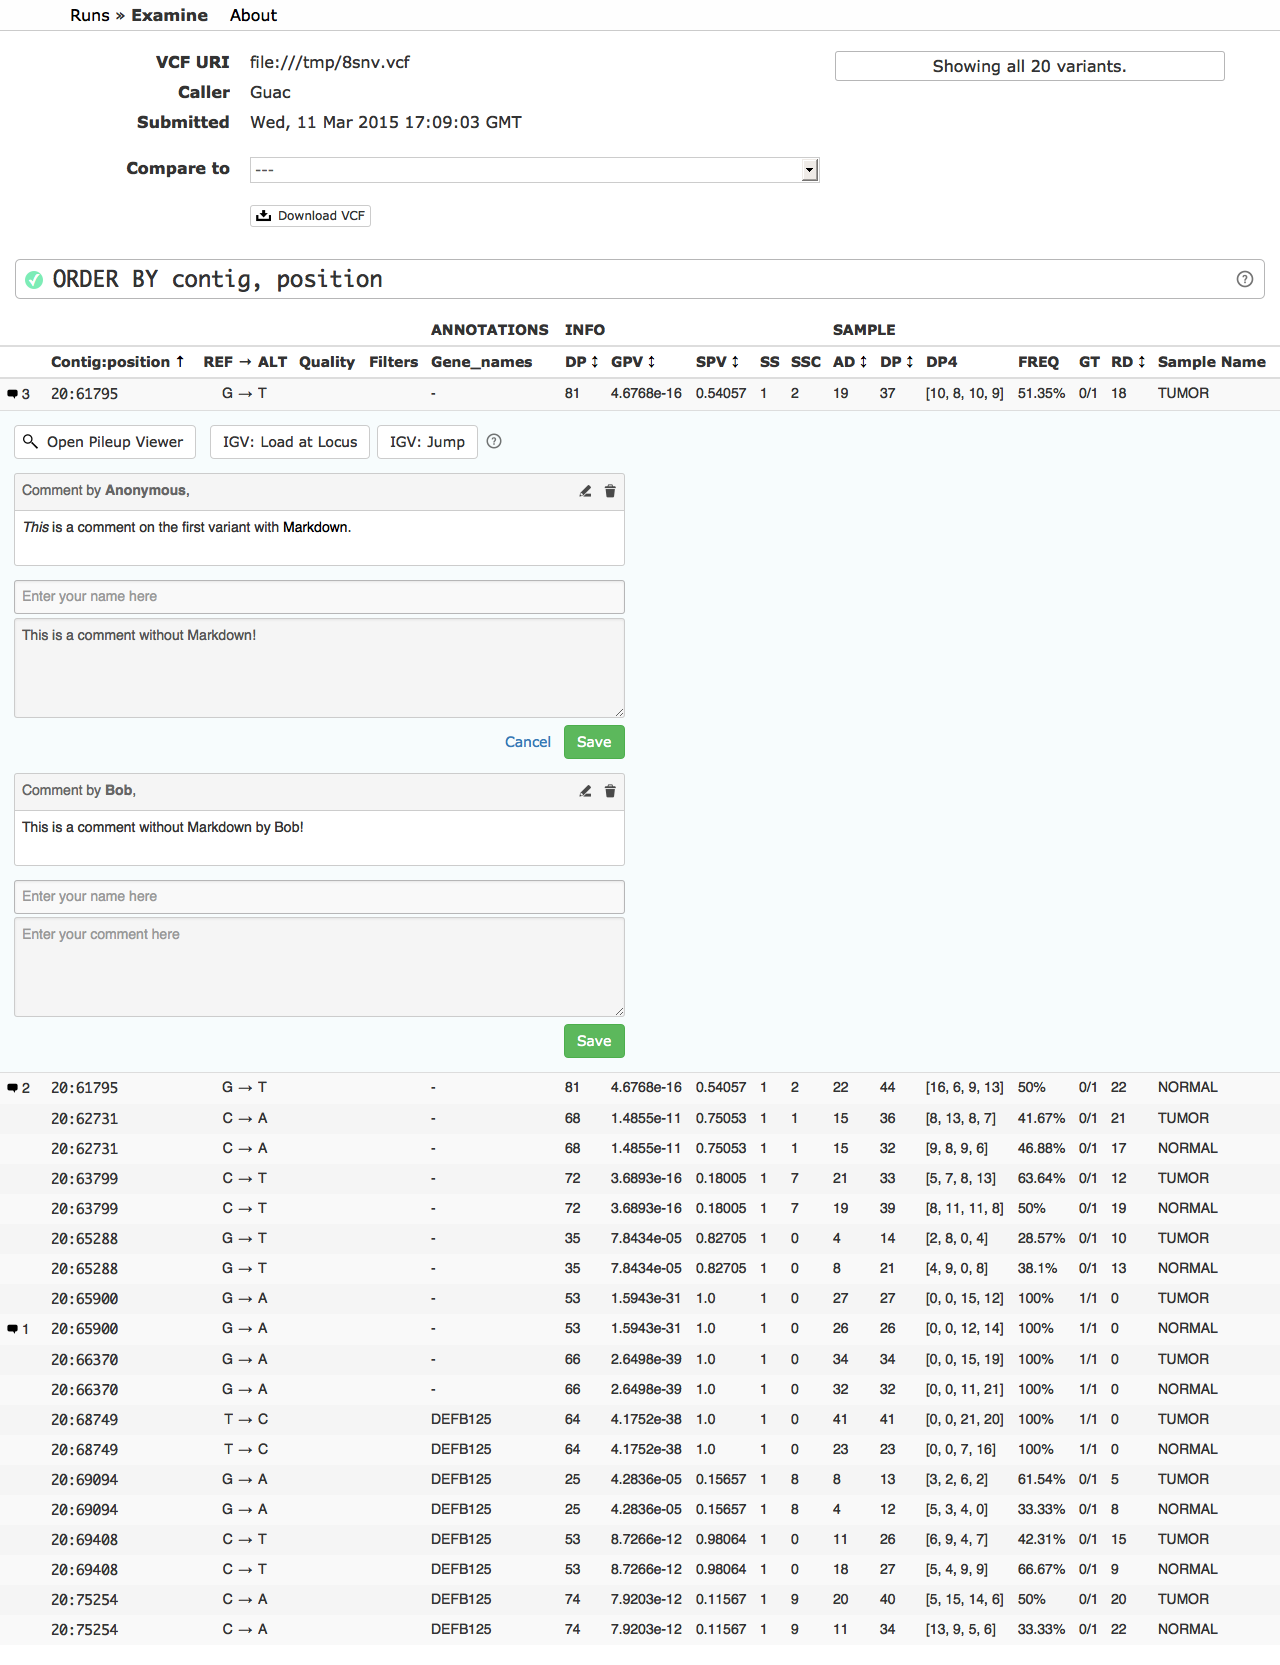 Runs » Examine About
VCF URI file:///tmp/8snv.vcf
Showing all 20 variants.
Caller Guac
Submitted Wed, 11 Mar 2015 17:09:03 GMT
Compare to ---
Download VCF
ORDER BY contig, position ?
ANNOTATIONS INFO SAMPLE
Contig:position ↑ REF → ALT Quality Filters Gene_names DP ↕ GPV ↕ SPV ↕ SS SSC AD ↕ DP ↕ DP4 FREQ GT RD ↕ Sample Name
3 20:61795 G → T - 81 4.6768e-16 0.54057 1 2 19 37 [10, 8, 10, 9] 51.35% 0/1 18 TUMOR
Open Pileup Viewer IGV: Load at Locus IGV: Jump ?
Comment by Anonymous,
This is a comment on the first variant with Markdown.
Enter your name here
This is a comment without Markdown!
Cancel Save
Comment by Bob,
This is a comment without Markdown by Bob!
Enter your name here
Enter your comment here
Save
2 20:61795 G → T - 81 4.6768e-16 0.54057 1 2 22 44 [16, 6, 9, 13] 50% 0/1 22 NORMAL
20:62731 C → A - 68 1.4855e-11 0.75053 1 1 15 36 [8, 13, 8, 7] 41.67% 0/1 21 TUMOR
20:62731 C → A - 68 1.4855e-11 0.75053 1 1 15 32 [9, 8, 9, 6] 46.88% 0/1 17 NORMAL
20:63799 C → T - 72 3.6893e-16 0.18005 1 7 21 33 [5, 7, 8, 13] 63.64% 0/1 12 TUMOR
20:63799 C → T - 72 3.6893e-16 0.18005 1 7 19 39 [8, 11, 11, 8] 50% 0/1 19 NORMAL
20:65288 G → T - 35 7.8434e-05 0.82705 1 0 4 14 [2, 8, 0, 4] 28.57% 0/1 10 TUMOR
20:65288 G → T - 35 7.8434e-05 0.82705 1 0 8 21 [4, 9, 0, 8] 38.1% 0/1 13 NORMAL
20:65900 G → A - 53 1.5943e-31 1.0 1 0 27 27 [0, 0, 15, 12] 100% 1/1 0 TUMOR
1 20:65900 G → A - 53 1.5943e-31 1.0 1 0 26 26 [0, 0, 12, 14] 100% 1/1 0 NORMAL
20:66370 G → A - 66 2.6498e-39 1.0 1 0 34 34 [0, 0, 15, 19] 100% 1/1 0 TUMOR
20:66370 G → A - 66 2.6498e-39 1.0 1 0 32 32 [0, 0, 11, 21] 100% 1/1 0 NORMAL
20:68749 T → C DEFB125 64 4.1752e-38 1.0 1 0 41 41 [0, 0, 21, 20] 100% 1/1 0 TUMOR
20:68749 T → C DEFB125 64 4.1752e-38 1.0 1 0 23 23 [0, 0, 7, 16] 100% 1/1 0 NORMAL
20:69094 G → A DEFB125 25 4.2836e-05 0.15657 1 8 8 13 [3, 2, 6, 2] 61.54% 0/1 5 TUMOR
20:69094 G → A DEFB125 25 4.2836e-05 0.15657 1 8 4 12 [5, 3, 4, 0] 33.33% 0/1 8 NORMAL
20:69408 C → T DEFB125 53 8.7266e-12 0.98064 1 0 11 26 [6, 9, 4, 7] 42.31% 0/1 15 TUMOR
20:69408 C → T DEFB125 53 8.7266e-12 0.98064 1 0 18 27 [5, 4, 9, 9] 66.67% 0/1 9 NORMAL
20:75254 C → A DEFB125 74 7.9203e-12 0.11567 1 9 20 40 [5, 15, 14, 6] 50% 0/1 20 TUMOR
20:75254 C → A DEFB125 74 7.9203e-12 0.11567 1 9 11 34 [13, 9, 5, 6] 33.33% 0/1 22 NORMAL